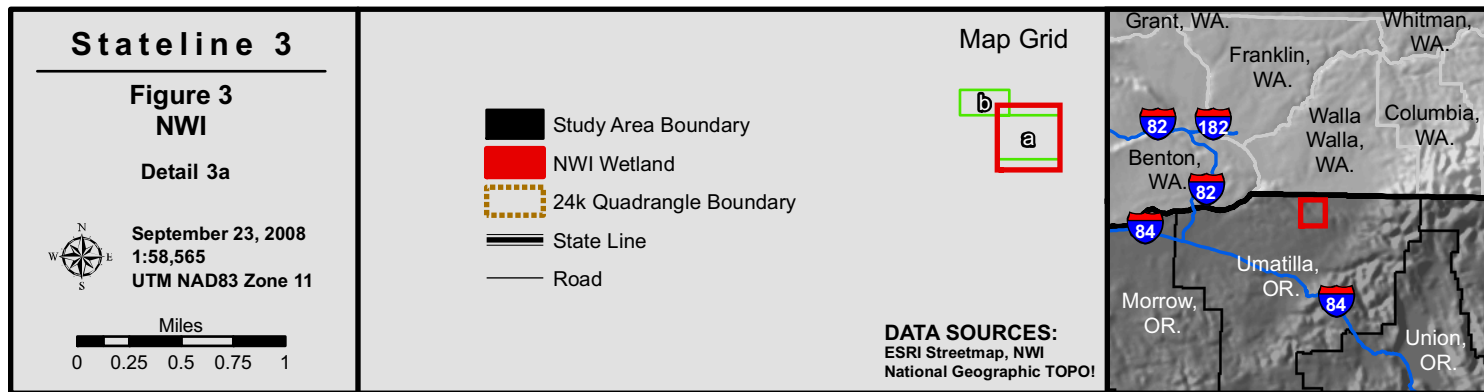 Stateline 3
Figure 3
NWI
Detail 3a
N
W E
S
September 23, 2008
1:58,565
UTM NAD83 Zone 11
Miles
0 0.25 0.5 0.75 1
Study Area Boundary
NWI Wetland
24k Quadrangle Boundary
State Line
Road
Map Grid
b
a
DATA SOURCES:
ESRI Streetmap, NWI
National Geographic TOPO!
Grant, WA.
Whitman,
WA.
Franklin,
WA.
Walla
Walla,
WA.
Columbia,
WA.
82
182
Benton,
WA.
82
84
Umatilla,
OR.
Morrow,
OR.
84
Union,
OR.